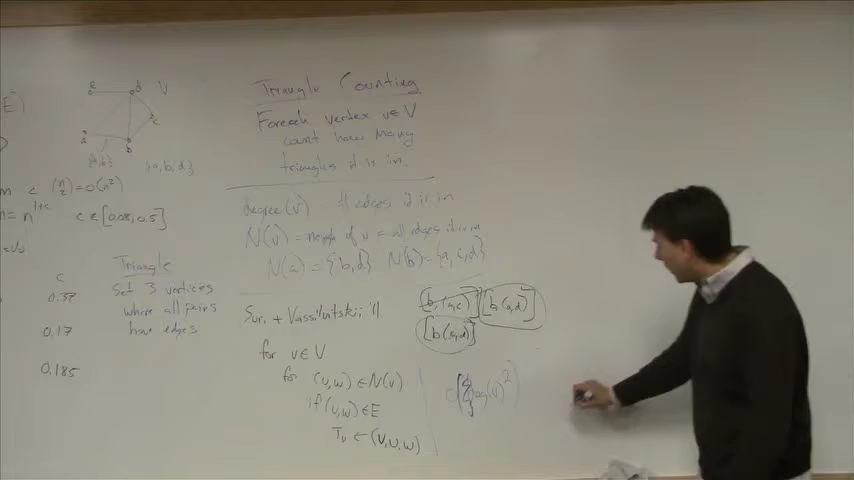 E)
e d V
c
a b
{a,b,d}
m < (n 2) = O(n²)
m = n^1+c c ∈ [0.08, 0.5]
c
0.37
0.17
0.185
Triangle
Set 3 vertices
where all pairs
have edges
Triangle Counting
Foreach vertex v∈V
count how many
triangles it is in.
degree(v) = # edges it is in
N(v) = neigh of v = all edges it is in
N(a) = {b,d} N(b) = {a,c,d}
Suri + Vassilvitskii '11
[b,(a,c)] [b,(a,d)]
[b(c,d)]
for v∈V
for (u,w) ∈ N(v)
if (u,w) ∈ E
Tv ← (v,u,w)